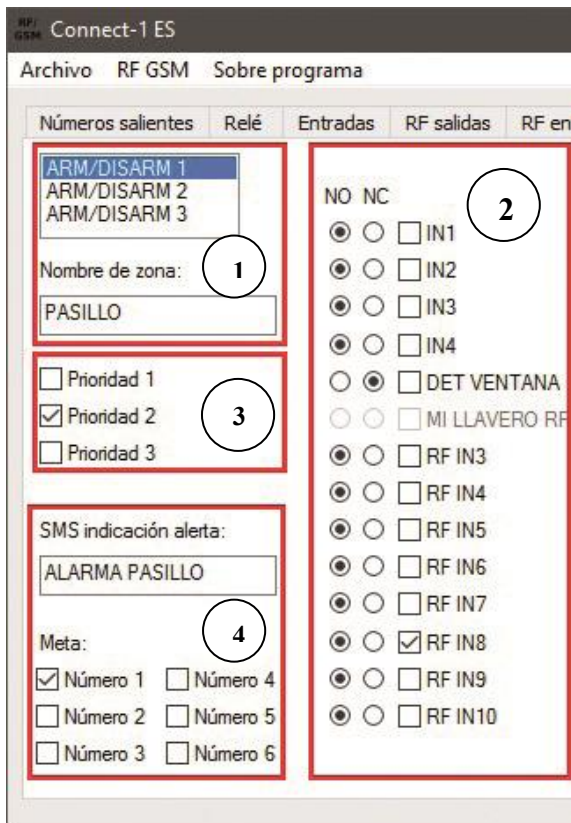 RF/ GSM Connect-1 ES
Archivo RF GSM Sobre programa
Números salientes Relé Entradas RF salidas RF en
ARM/DISARM 1
ARM/DISARM 2
ARM/DISARM 3
Nombre de zona:
1
PASILLO
Prioridad 1
Prioridad 2
Prioridad 3
3
SMS indicación alerta:
ALARMA PASILLO
4
Meta:
Número 1 Número 4
Número 2 Número 5
Número 3 Número 6
NO NC
2
IN1
IN2
IN3
IN4
DET VENTANA
MI LLAVERO RF
RF IN3
RF IN4
RF IN5
RF IN6
RF IN7
RF IN8
RF IN9
RF IN10